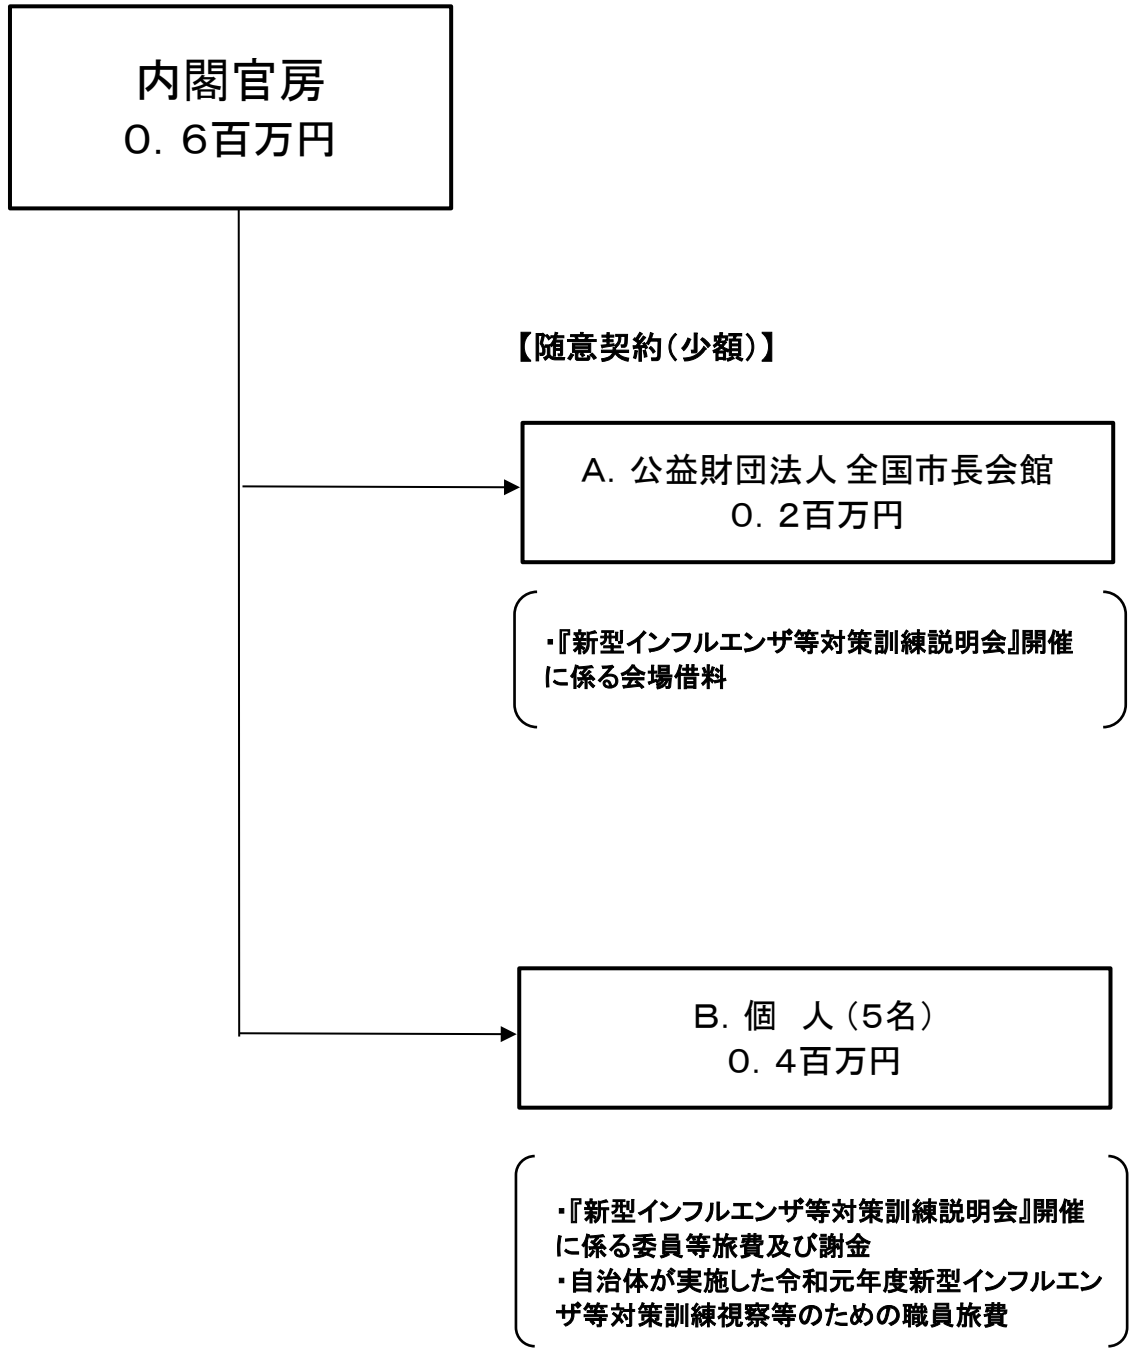 内閣官房
０．６百万円
【随意契約（少額）】
Ａ．公益財団法人 全国市長会館
０．２百万円
・『新型インフルエンザ等対策訓練説明会』開催
に係る会場借料
Ｂ．個　人（５名）
０．４百万円
・『新型インフルエンザ等対策訓練説明会』開催
に係る委員等旅費及び謝金
・自治体が実施した令和元年度新型インフルエン
ザ等対策訓練視察等のための職員旅費